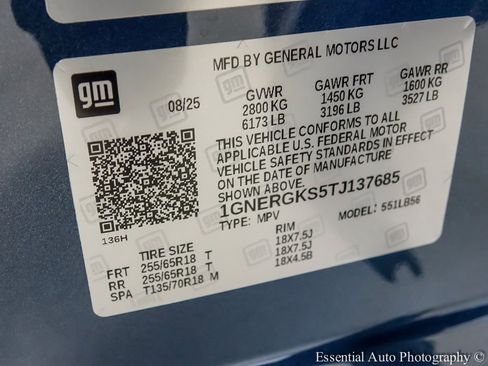 MFD BY GENERAL MOTORS LLC
gm
08/25
GVWR GAWR FRT GAWR RR
2800 KG 1450 KG 1600 KG
6173 LB 3196 LB 3527 LB
THIS VEHICLE CONFORMS TO ALL
APPLICABLE U.S. FEDERAL MOTOR
VEHICLE SAFETY STANDARDS IN EFFECT
ON THE DATE OF MANUFACTURE
SHOWN ABOVE.
1GNERGKS5TJ137685
136H
TYPE: MPV MODEL: 551LB56
TIRE SIZE RIM
FRT 255/65R18 T 18X7.5J
RR 255/65R18 T 18X7.5J
SPA T135/70R18 M 18X4.5B
Essential Auto Photography ©